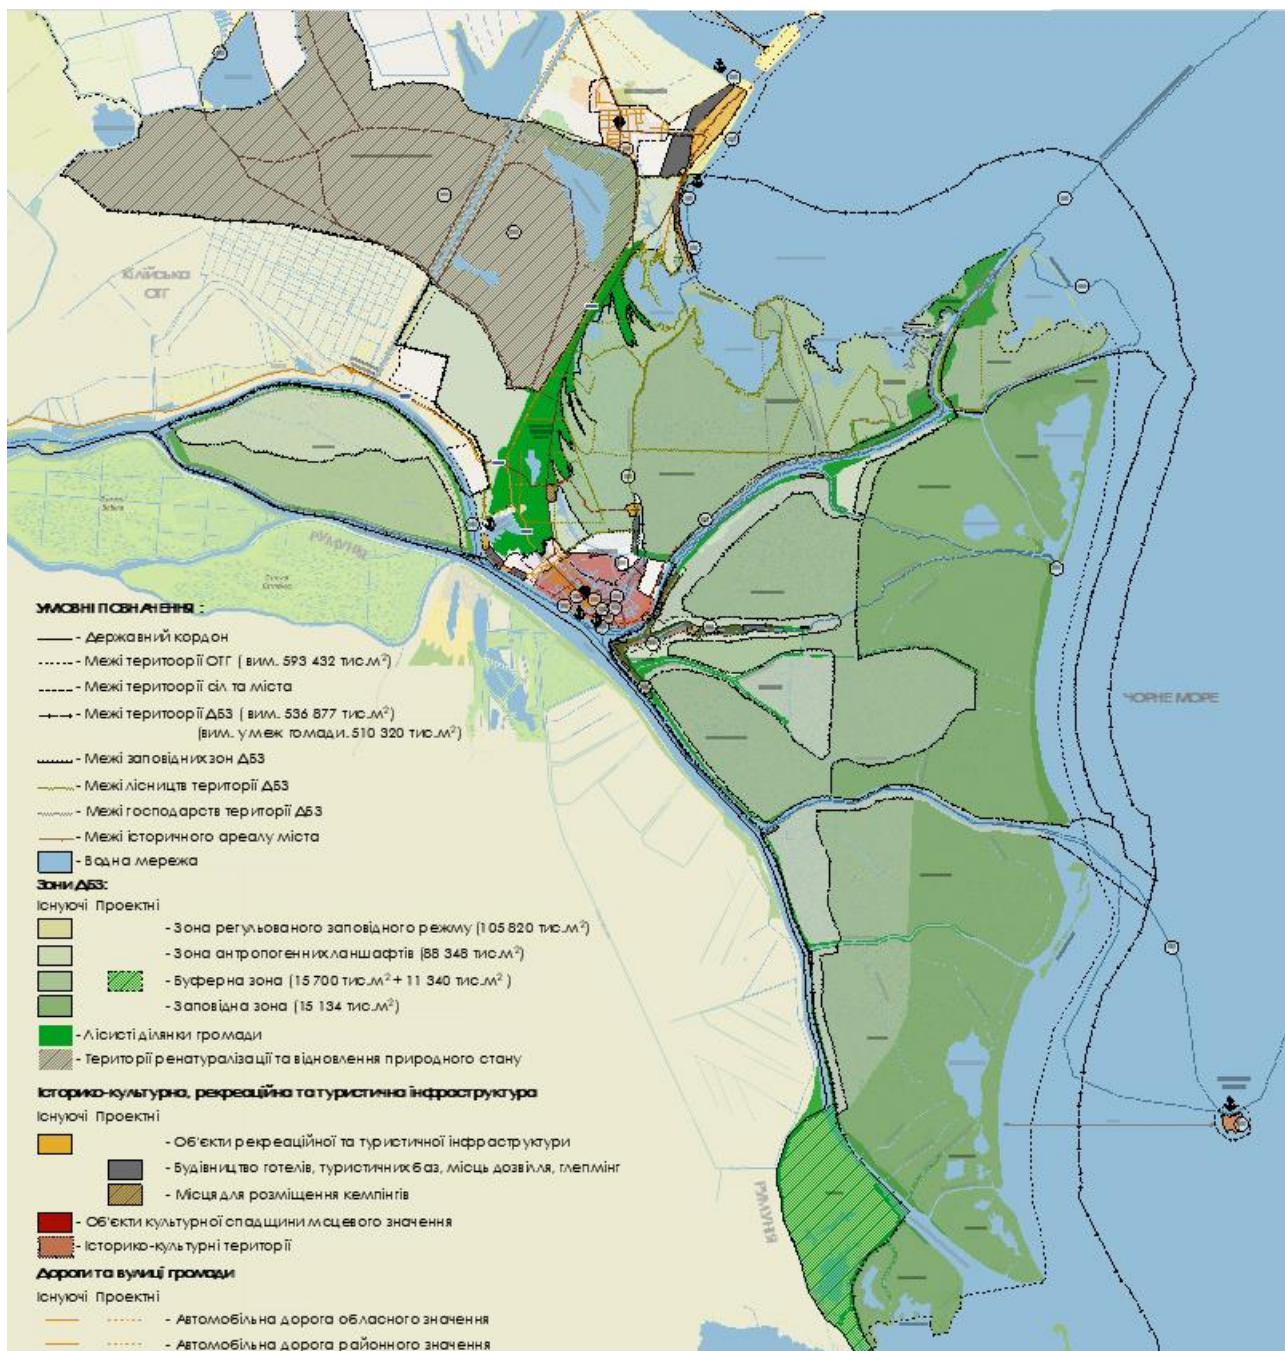 Кілійська
ОТГ
РУМУНІЯ
ЧОРНЕ МОРЕ
РУМУНІЯ
УМОВНІ ПОЗНАЧЕННЯ :
- Державний кордон
- Межі територорії ОТГ ( вим. 593 432 тис.м²)
- Межі територорії сіл та міста
- Межі територорії ДБЗ ( вим. 536 877 тис.м²)
(вим. у меж громади. 510 320 тис.м²)
- Межі заповідних зон ДБЗ
- Межі лісництв території ДБЗ
- Межі господарств території ДБЗ
- Межі історичного ареалу міста
- Водна мережа
Зони ДБЗ:
Існуючі Проектні
- Зона регульованого заповідного режму (105 820 тис.м²)
- Зона антропогенних ланшафтів (88 348 тис.м²)
- Буферна зона (15 700 тис.м² + 11 340 тис.м² )
- Заповідна зона (15 134 тис.м²)
- Лісисті ділянки громади
- Території ренатуралізації та відновлення природного стану
Історико-культурна, рекреаційна та туристична інфраструктура
Існуючі Проектні
- Об'єкти рекреаційної та туристичної інфраструктури
- Будівництво готелів, туристичних баз, місць дозвілля, глепмінг
- Місця для розміщення кемпінгів
- Об'єкти культурної спадщини мсцевого значення
- Історико-культурні території
Дороги та вулиці громади
Існуючі Проектні
- Автомобільна дорога обласного значення
- Автомобільна дорога районного значення